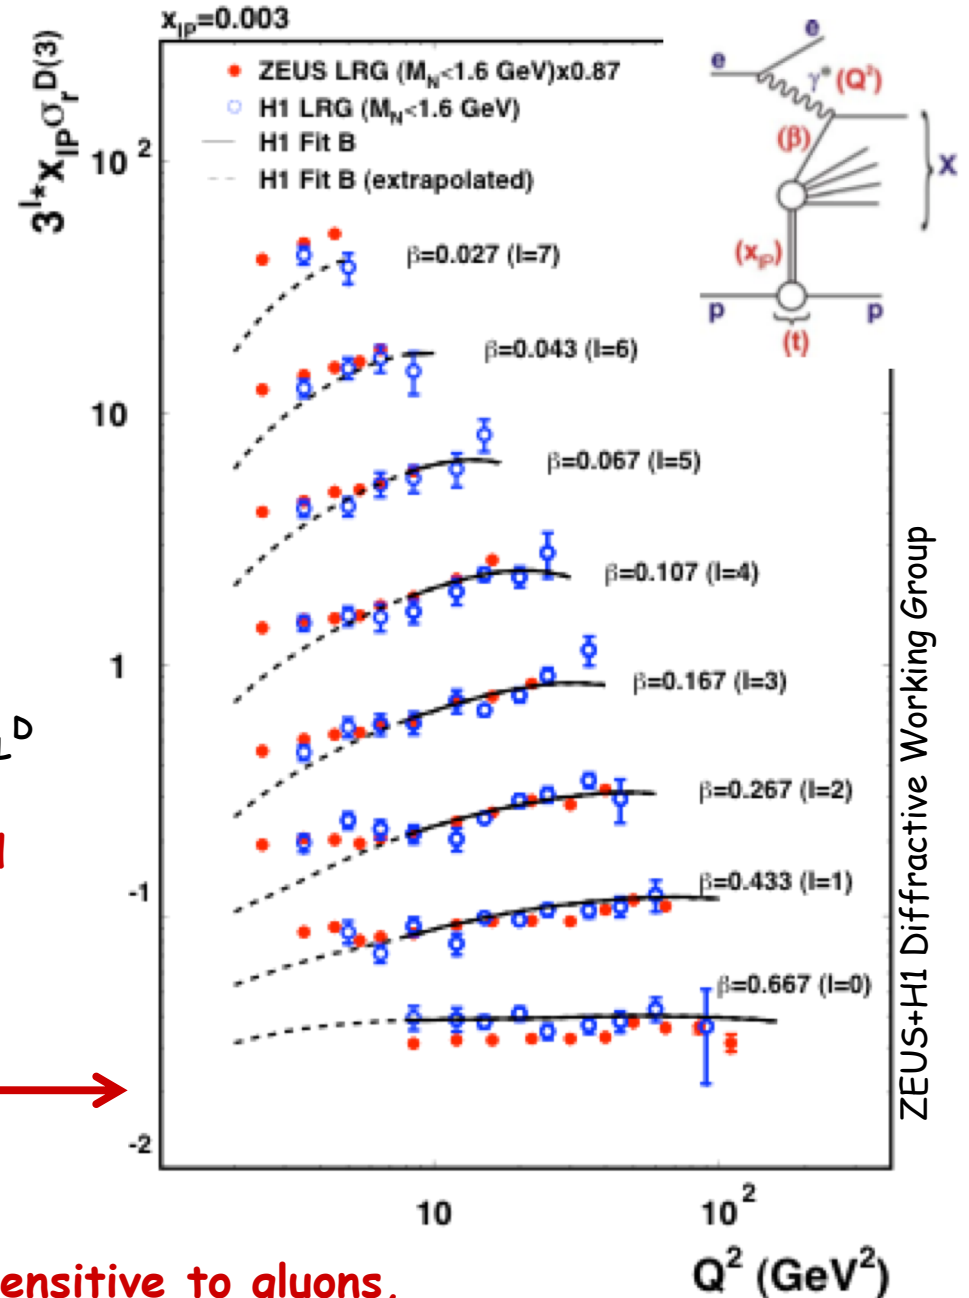 x_IP=0.003
3^l*x_IP σ_r^D(3)
ZEUS LRG (M_N<1.6 GeV)x0.87
H1 LRG (M_N<1.6 GeV)
H1 Fit B
H1 Fit B (extrapolated)
e
e
γ* (Q²)
(β)
X
(x_IP)
p
p
(t)
10²
10
1
-1
-2
β=0.027 (l=7)
β=0.043 (l=6)
β=0.067 (l=5)
β=0.107 (l=4)
β=0.167 (l=3)
β=0.267 (l=2)
β=0.433 (l=1)
β=0.667 (l=0)
ZEUS+H1 Diffractive Working Group
10
10²
Q² (GeV²)
ensitive to gluons.